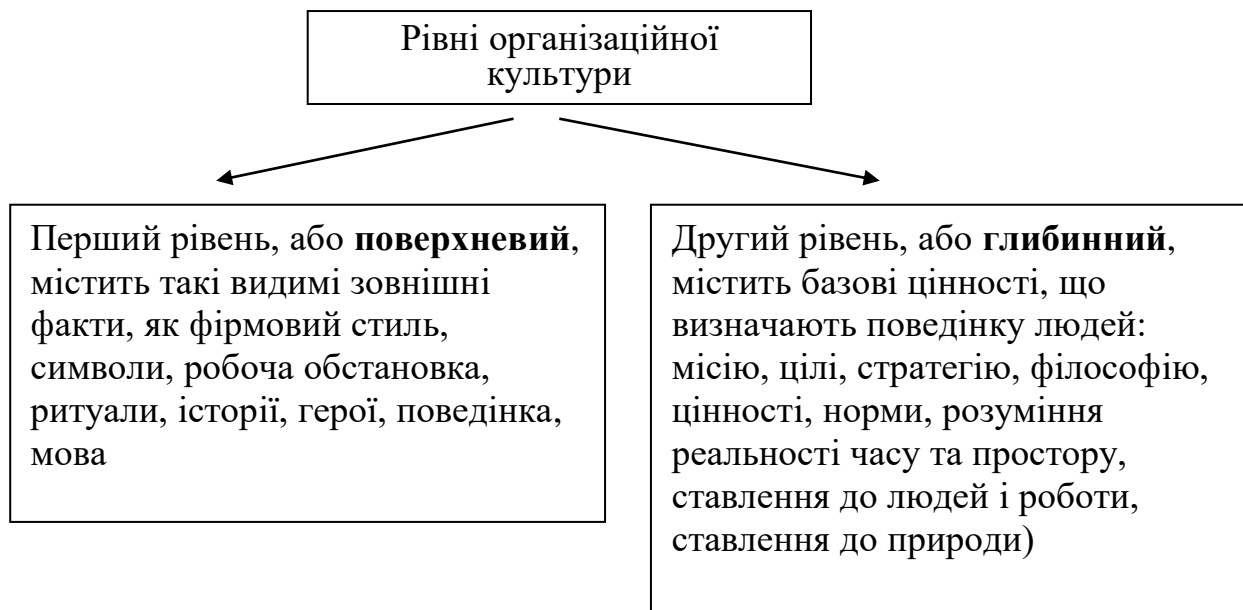 Рівні організаційної
культури
Перший рівень, або поверхневий,
містить такі видимі зовнішні
факти, як фірмовий стиль,
символи, робоча обстановка,
ритуали, історії, герої, поведінка,
мова
Другий рівень, або глибинний,
містить базові цінності, що
визначають поведінку людей:
місію, цілі, стратегію, філософію,
цінності, норми, розуміння
реальності часу та простору,
ставлення до людей і роботи,
ставлення до природи)